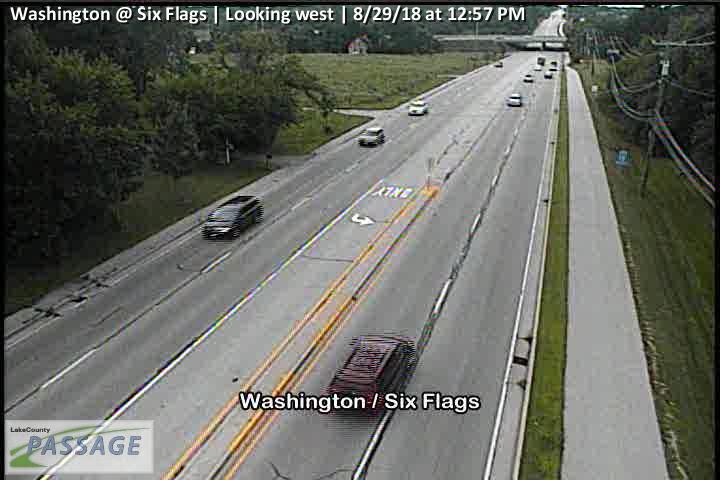 Washington @ Six Flags | Looking west | 8/29/18 at 12:57 PM
ONLY
Washington / Six Flags
LakeCounty
PASSAGE